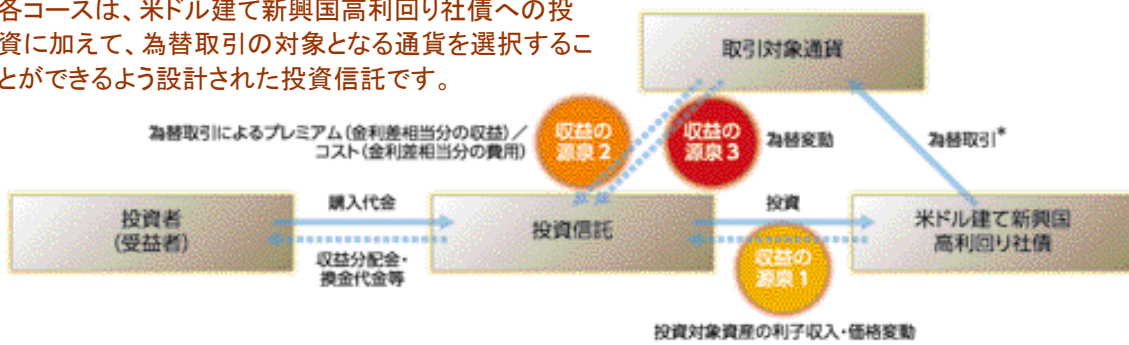 各コースは、米ドル建て新興国高利回り社債への投
資に加えて、為替取引の対象となる通貨を選択するこ
とができるよう設計された投資信託です。
取引対象通貨
為替取引によるプレミアム(金利差相当分の収益)/
コスト(金利差相当分の費用)
収益の
源泉2
収益の
源泉3
為替変動
為替取引*
投資者
(受益者)
購入代金
収益分配金・
換金代金等
投資信託
投資
収益の
源泉1
米ドル建て新興国
高利回り社債
投資対象資産の利子収入・価格変動